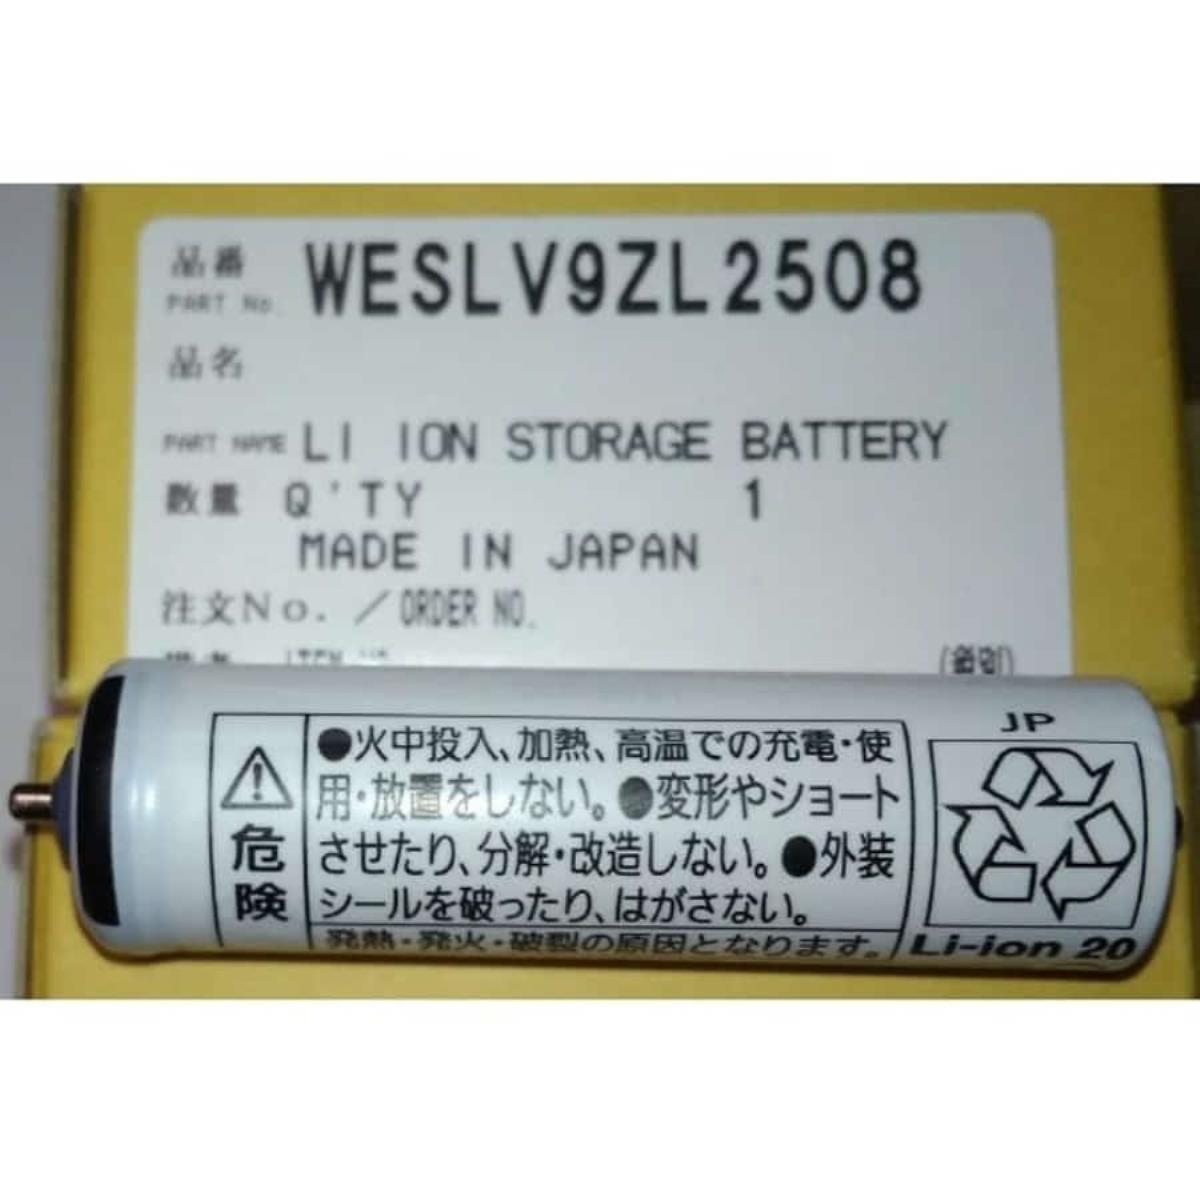 品番
PART No. WESLV9ZL2508
品名
PART NAME LI ION STORAGE BATTERY
数量 Q'TY 1
MADE IN JAPAN
注文No. /ORDER NO.
危険
●火中投入、加熱、高温での充電・使
用・放置をしない。●変形やショート
させたり、分解・改造しない。●外装
シールを破ったり、はがさない。
発熱・発火・破裂の原因となります。
JP
Li-ion 20